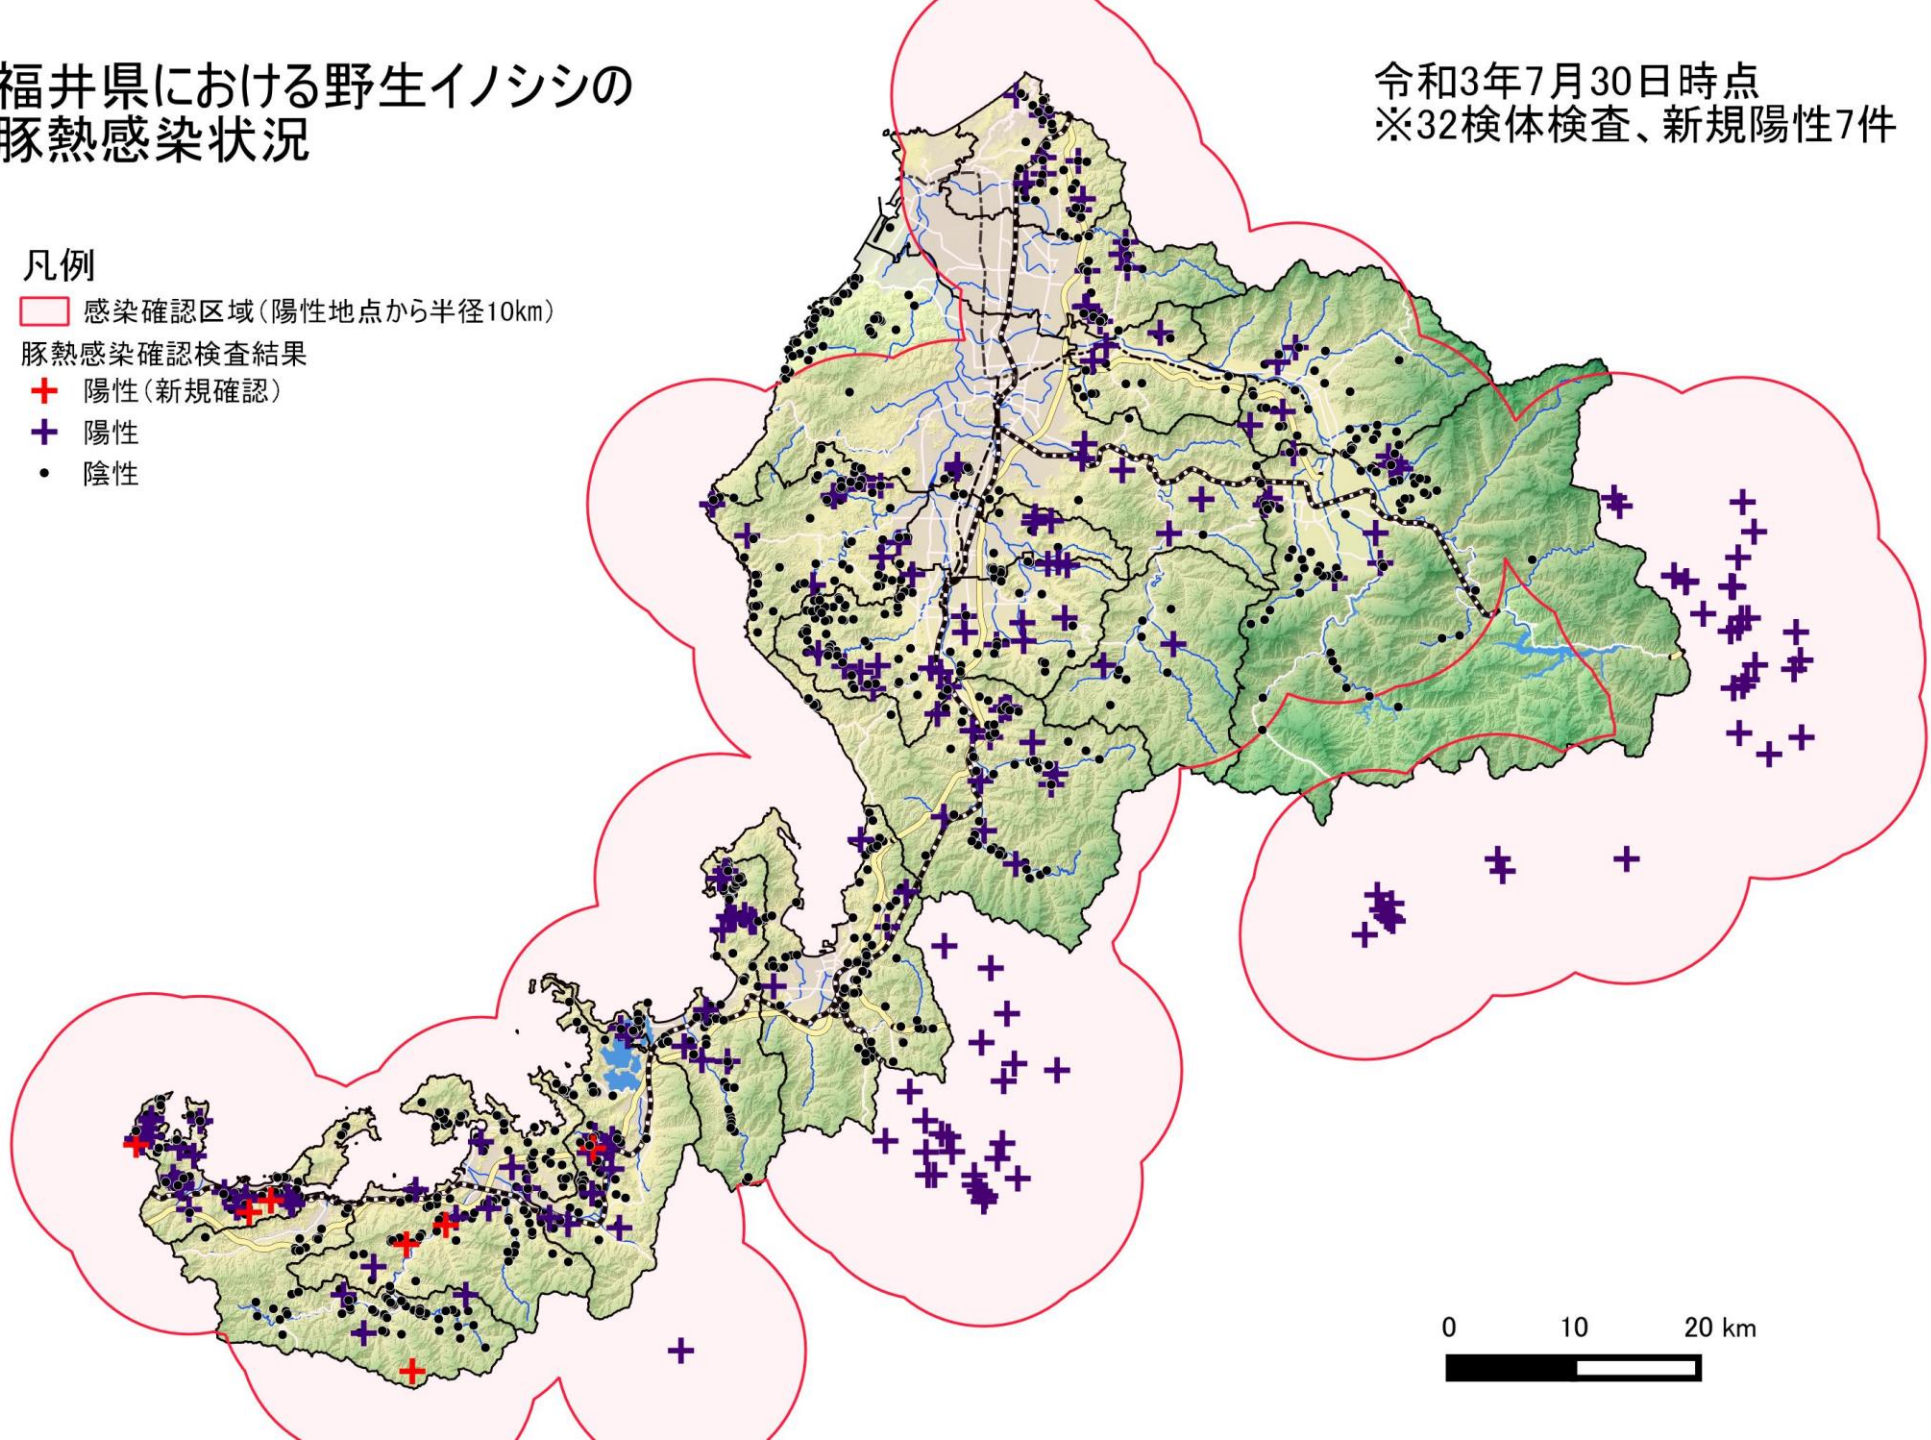 福井県における野生イノシシの
豚熱感染状況
令和3年7月30日時点
※32検体検査、新規陽性7件
凡例
感染確認区域(陽性地点から半径10km)
豚熱感染確認検査結果
陽性(新規確認)
陽性
陰性
0 10 20 km